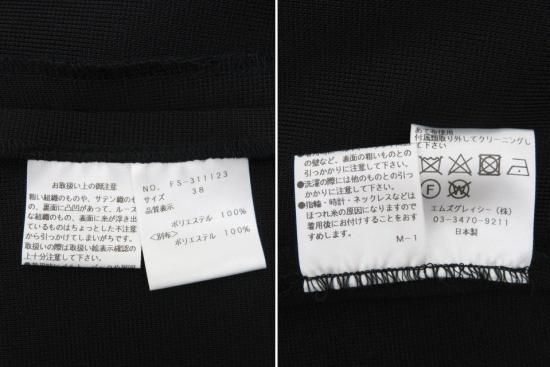 お取扱い上の御注意
粗い組織のものや、サテン織のも
の、裏面に凸凹があって、ルース
な組織のもの、表面に糸が浮き出
ているものはちょっとした不注意
から引っかけてしまいがちです。
取扱いの際は取扱い絵表示確認の
上十分注意して下さい。
NO. FS-311123
サイズ 38
品質表示
ポリエステル 100%
<別布>
ポリエステル 100%
の壁など、表面の粗いものとの
引っかかりに注意して下さい。
●洗濯の際には他のものとの引っ
かかりに注意して下さい。
●指輪・時計・ネックレスなどは
ほつれ糸の原因になりますので
着用後にお付けすることをおす
すめします。
M-1
あて布使用
付属類取り外してクリーニングし
て下さい
F
W
エムズグレイシー(株)
03-3470-9211
日本製